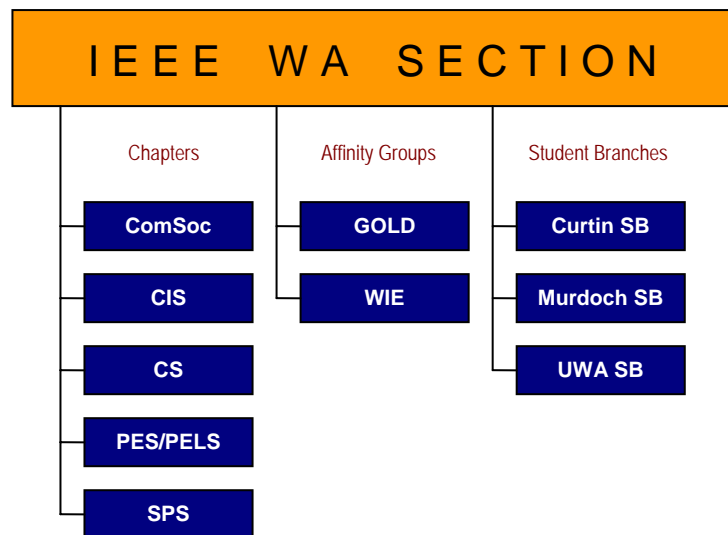 IEEE WA SECTION
Chapters
Affinity Groups
Student Branches
ComSoc
GOLD
Curtin SB
CIS
WIE
Murdoch SB
CS
UWA SB
PES/PELS
SPS